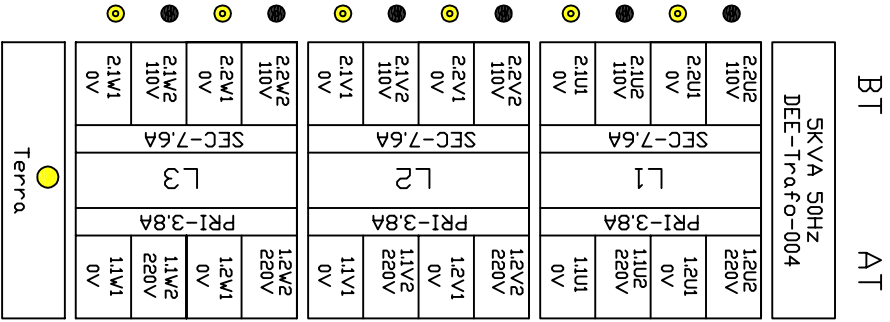 BT
AT
5KVA 50Hz
DEE-Trafo-004
2.1W1
0V
2.1W2
110V
2.2W1
0V
2.2W2
110V
SEC-7.6A
L3
PRI-3.8A
1.1W1
0V
1.1W2
220V
1.2W1
0V
1.2W2
220V
2.1V1
0V
2.1V2
110V
2.2V1
0V
2.2V2
110V
SEC-7.6A
L2
PRI-3.8A
1.1V1
0V
1.1V2
220V
1.2V1
0V
1.2V2
220V
2.1U1
0V
2.1U2
110V
2.2U1
0V
2.2U2
110V
SEC-7.6A
L1
PRI-3.8A
1.1U1
0V
1.1U2
220V
1.2U1
0V
1.2U2
220V
Terra